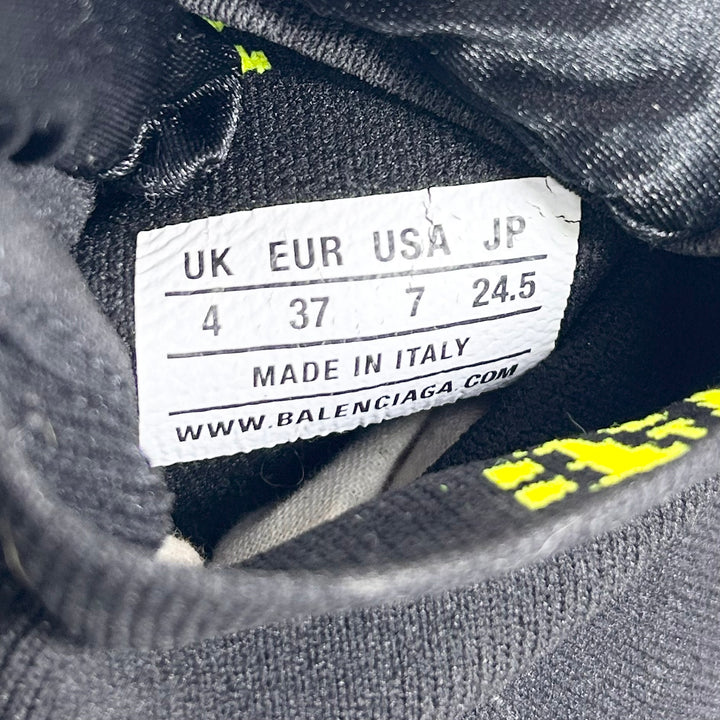 UK EUR USA JP
4 37 7 24.5
MADE IN ITALY
WWW.BALENCIAGA.COM